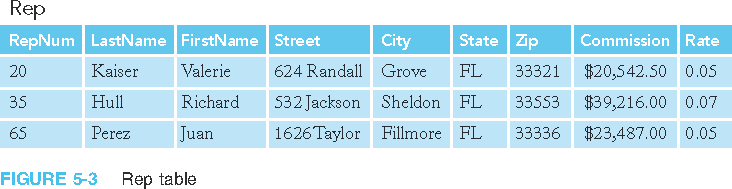 Rep
RepNum LastName FirstName Street City State Zip Commission Rate
20 Kaiser Valerie 624 Randall Grove FL 33321 $20,542.50 0.05
35 Hull Richard 532 Jackson Sheldon FL 33553 $39,216.00 0.07
65 Perez Juan 1626 Taylor Fillmore FL 33336 $23,487.00 0.05
FIGURE 5-3 Rep table